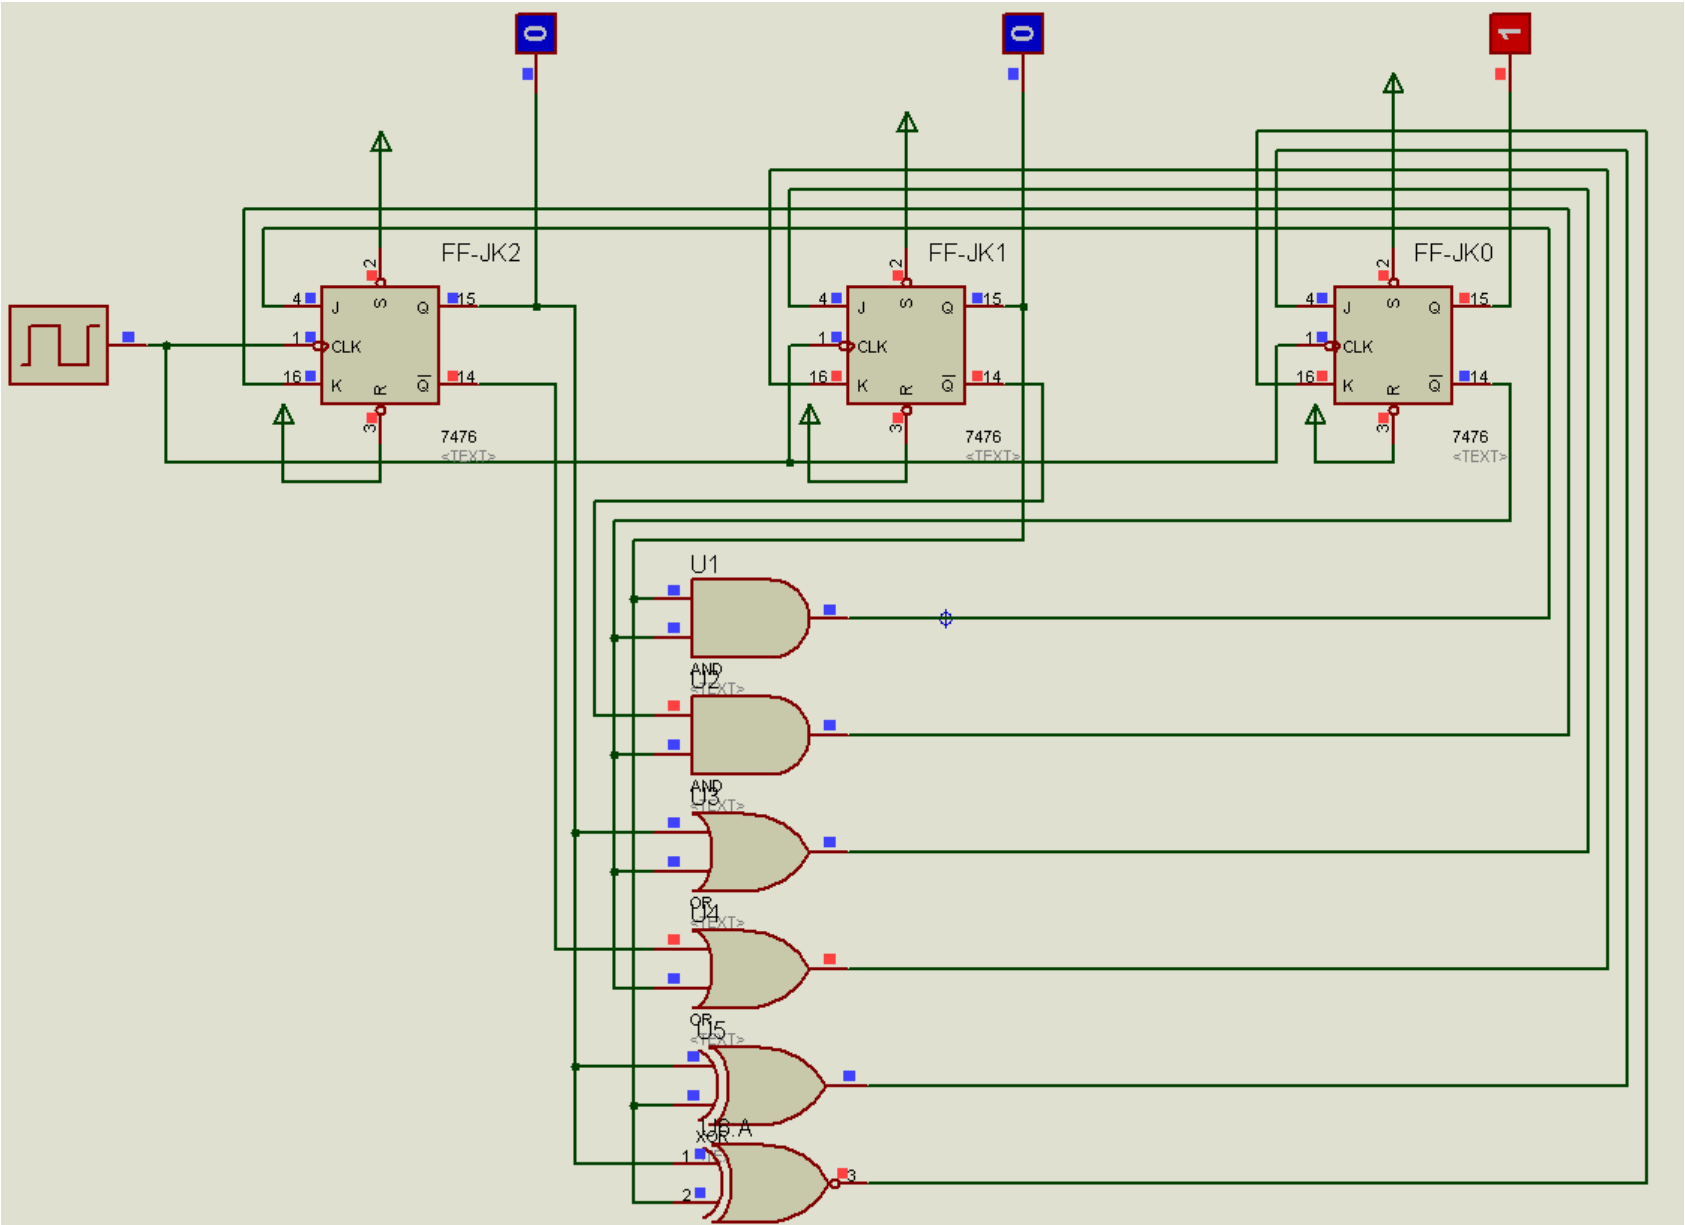 0
0
1
FF-JK2
FF-JK1
FF-JK0
2
2
2
4
J
S
Q
15
4
J
S
Q
15
4
J
S
Q
15
1
CLK
1
CLK
1
CLK
16
K
R
Q
14
16
K
R
Q
14
16
K
R
Q
14
3
3
3
7476
7476
7476
<TEXT>
<TEXT>
<TEXT>
U1
AND
<TEXT>
U2
AND
<TEXT>
U3
OR
<TEXT>
U4
OR
<TEXT>
U5
XOR
U6:A
1
2
3